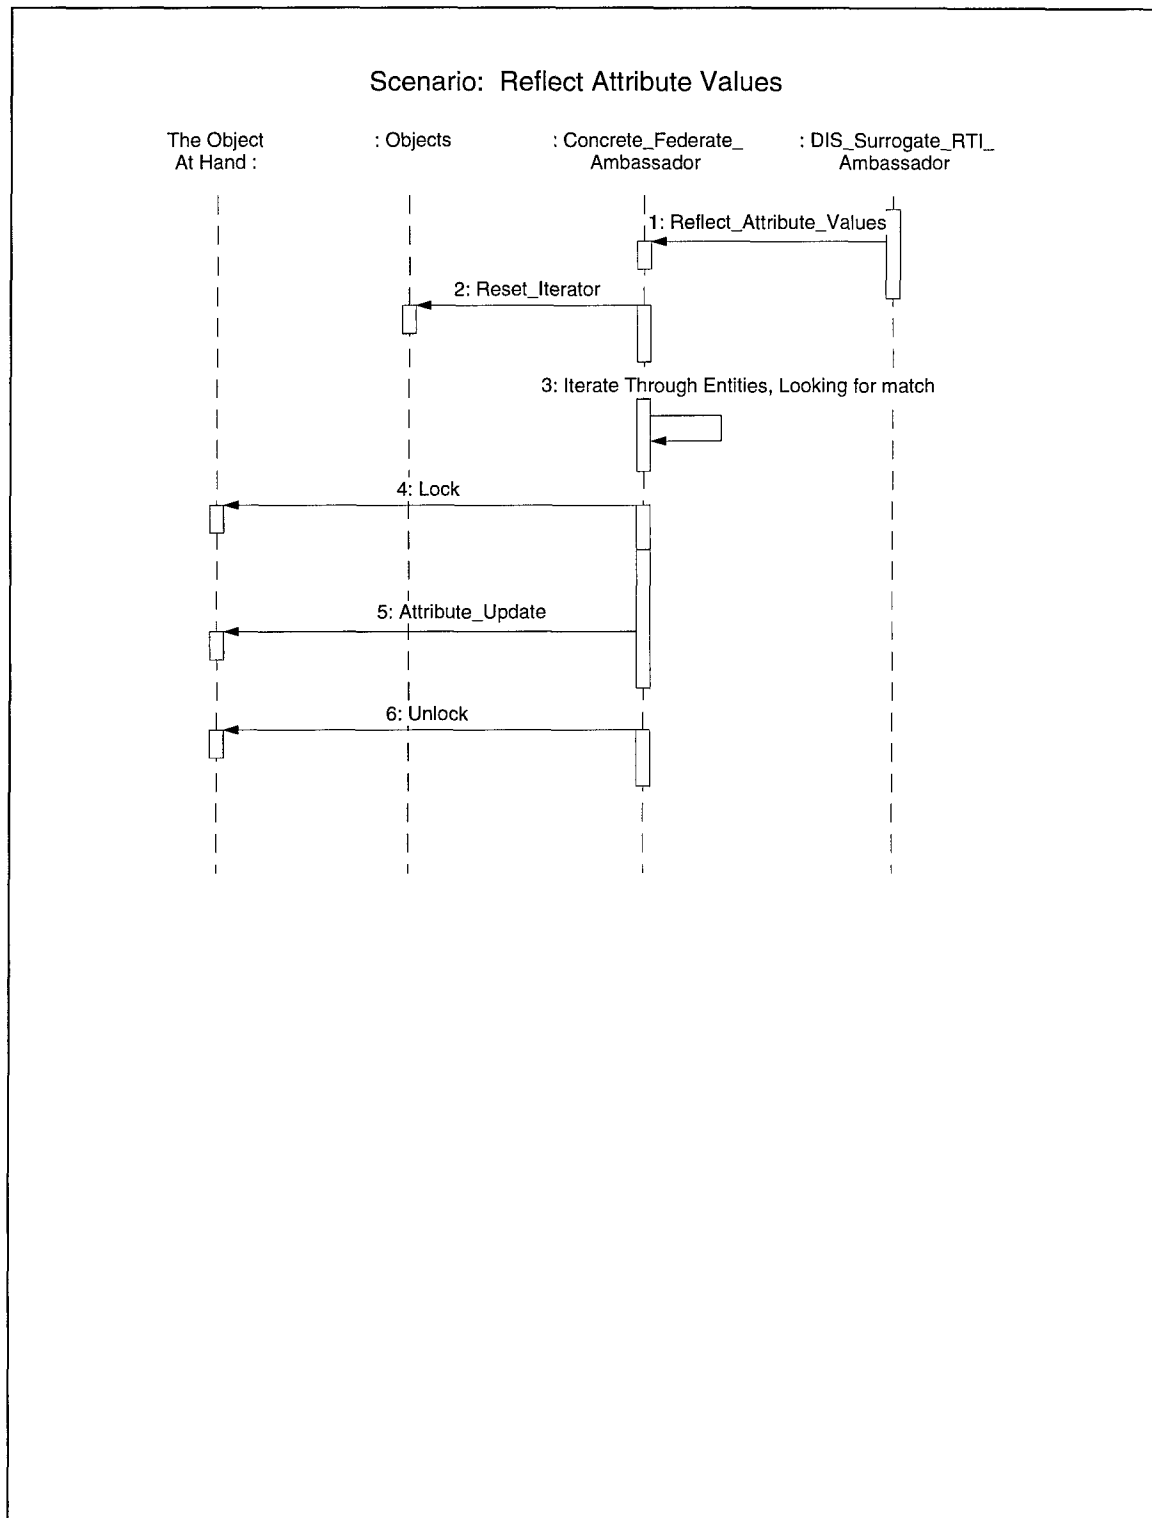 Scenario: Reflect Attribute Values
The Object
At Hand :
: Objects
: Concrete_Federate_
Ambassador
: DIS_Surrogate_RTI_
Ambassador
1: Reflect_Attribute_Values
2: Reset_Iterator
3: Iterate Through Entities, Looking for match
4: Lock
5: Attribute_Update
6: Unlock